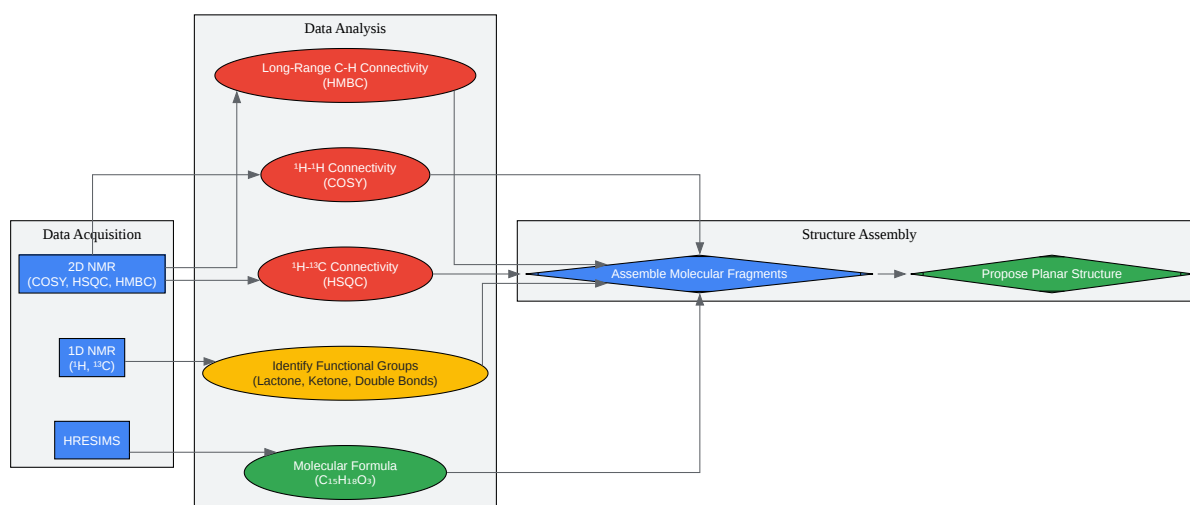 Data Analysis
Long-Range C-H Connectivity
(HMBC)
¹H-¹H Connectivity
(COSY)
Data Acquisition
2D NMR
(COSY, HSQC, HMBC)
¹H-¹³C Connectivity
(HSQC)
Structure Assembly
Assemble Molecular Fragments
Propose Planar Structure
1D NMR
(¹H, ¹³C)
Identify Functional Groups
(Lactone, Ketone, Double Bonds)
HRESIMS
Molecular Formula
(C₁₅H₁₈O₃)